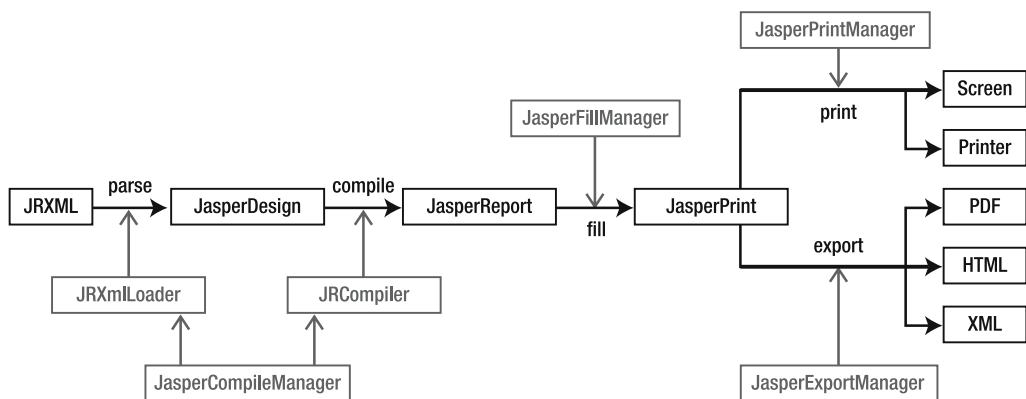 JasperPrintManager
Screen
print
JasperFillManager
Printer
parse
compile
JRXML
JasperDesign
JasperReport
JasperPrint
PDF
fill
export
HTML
JRXmlLoader
JRCompiler
XML
JasperCompileManager
JasperExportManager